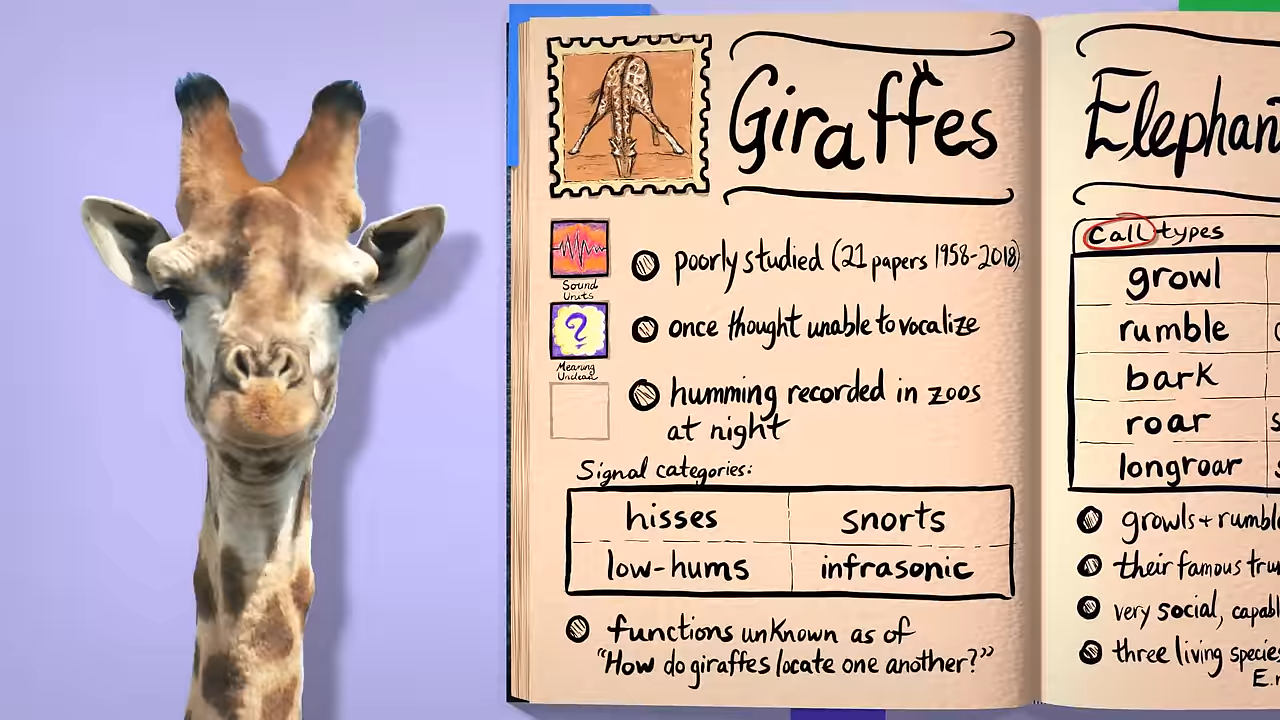 Giraffes
Sound
Units
poorly studied (21 papers 1958-2018)
once thought unable to vocalize
Meaning
Unclear
humming recorded in zoos
at night
Signal categories:
hisses snorts
low-hums infrasonic
functions unknown as of
"How do giraffes locate one another?"
Elephan
Call types
growl
rumble
bark
roar
longroar
growls + rumbl
their famous tru
very social, capabl
three living specie
E.